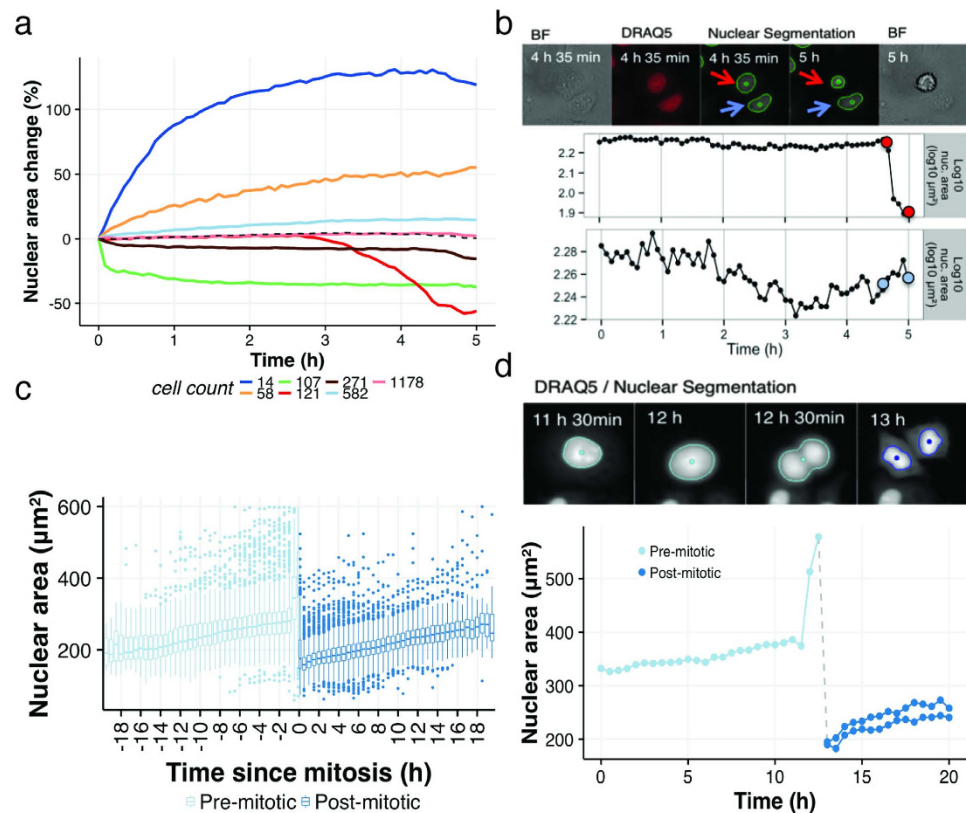 a
Nuclear area change (%)
100
50
0
-50
0 1 2 3 4 5
Time (h)
cell count
14 107 271 1178
58 121 582
b
BF DRAQ5 Nuclear Segmentation BF
4 h 35 min 4 h 35 min 4 h 35 min 5 h 5 h
2.2
2.1
2.0
1.9
Log10
nuc. area
(log10 µm²)
2.28
2.26
2.24
2.22
Log10
nuc. area
(log10 µm²)
0 1 2 3 4 5
Time (h)
c
Nuclear area (µm²)
600
400
200
-18 -16 -14 -12 -10 -8 -6 -4 -2 0 2 4 6 8 10 12 14 16 18
Time since mitosis (h)
Pre-mitotic Post-mitotic
d
DRAQ5 / Nuclear Segmentation
11 h 30min 12 h 12 h 30min 13 h
Nuclear area (µm²)
500
400
300
200
Pre-mitotic
Post-mitotic
0 5 10 15 20
Time (h)